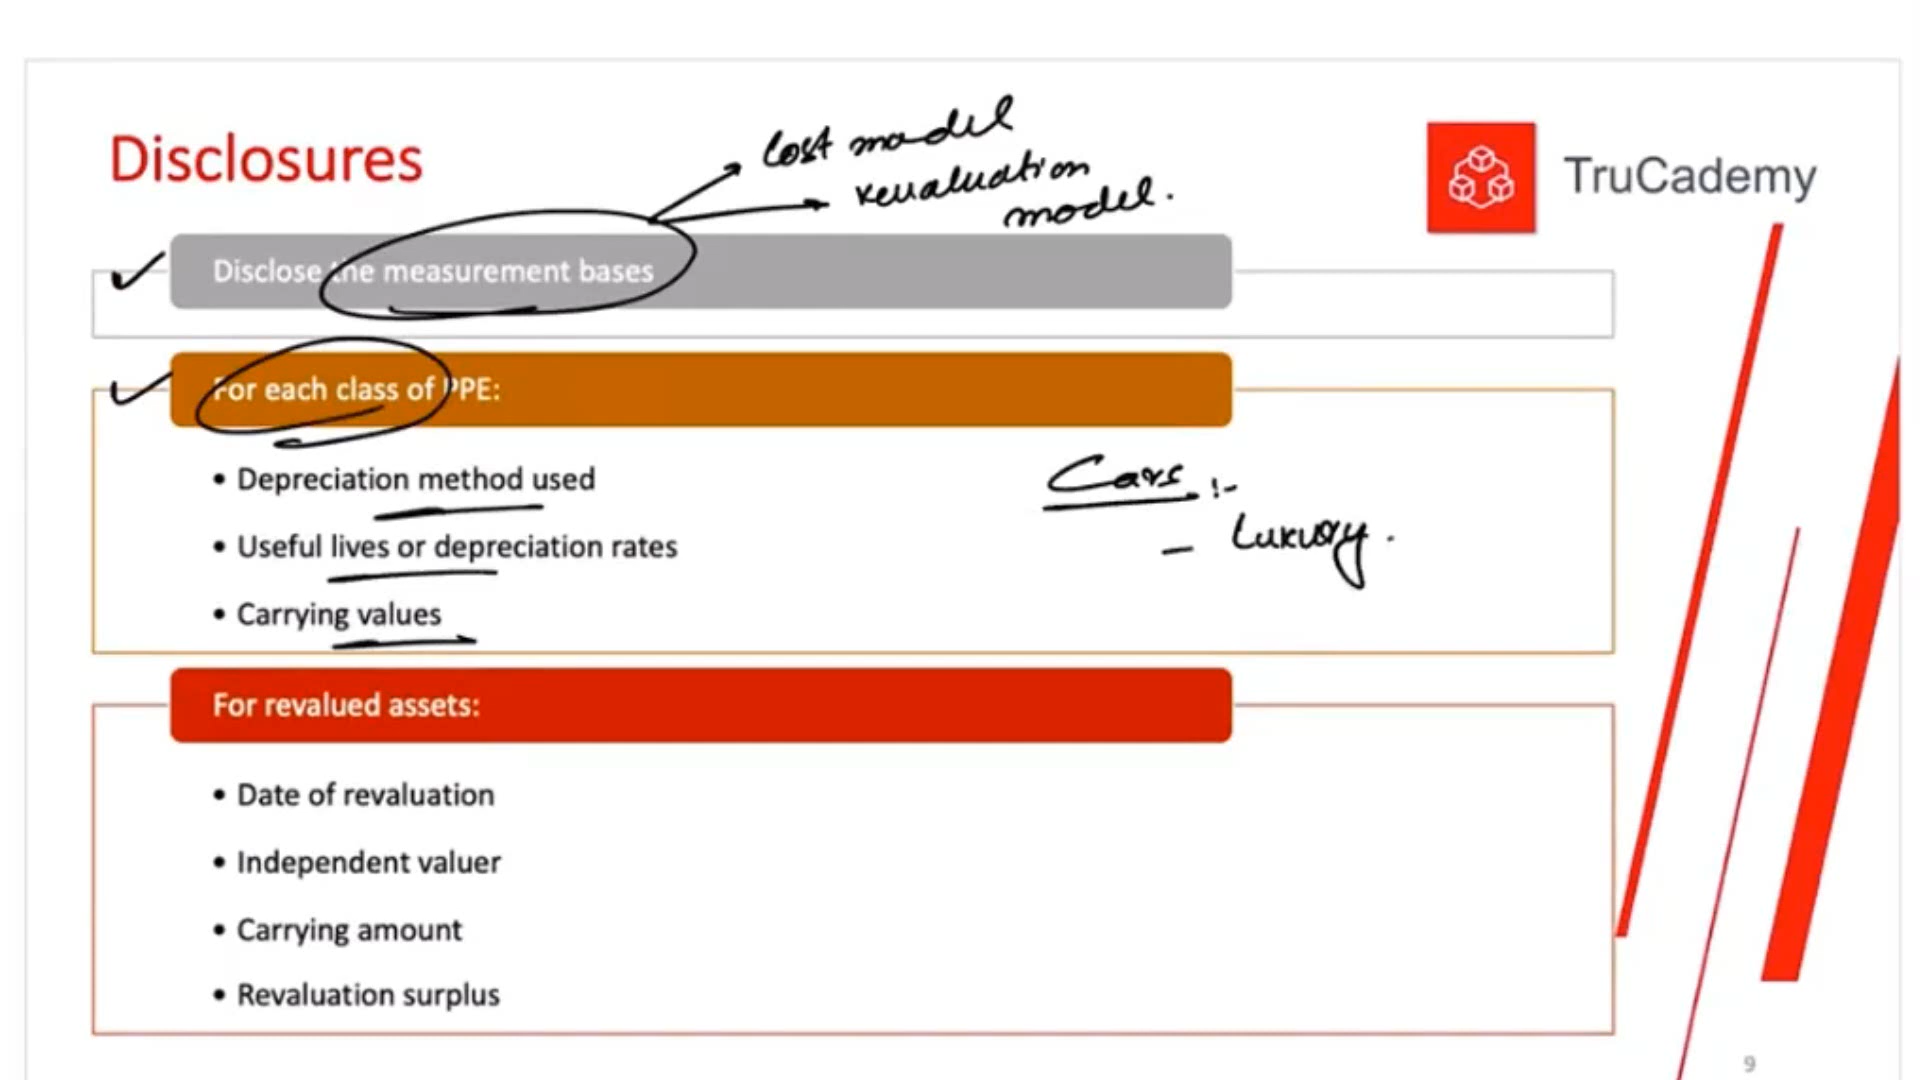 Disclosures
Cost model
revaluation
model.
TruCademy
Disclose the measurement bases
For each class of PPE:
• Depreciation method used
• Useful lives or depreciation rates
• Carrying values
Cars :-
- Luxury.
For revalued assets:
• Date of revaluation
• Independent valuer
• Carrying amount
• Revaluation surplus
9